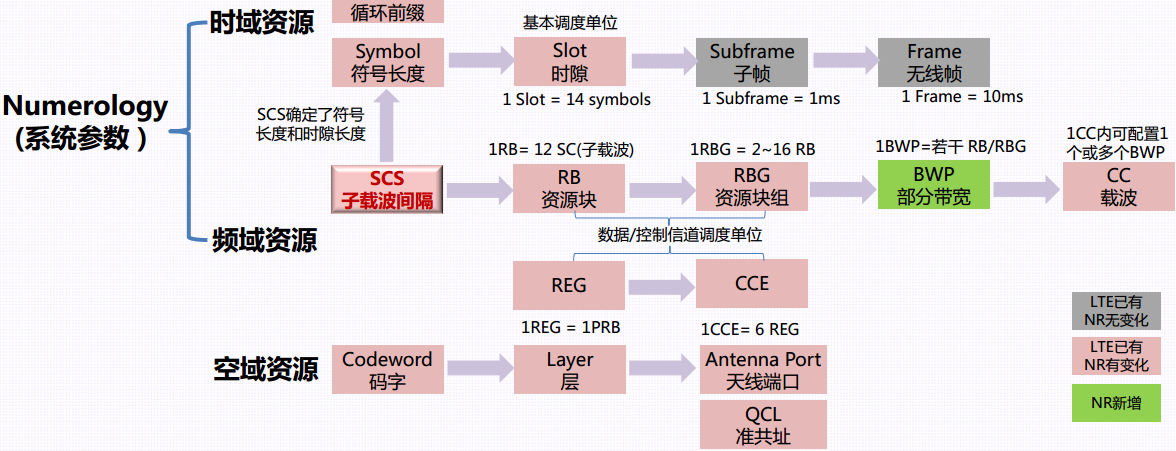 时域资源
循环前缀
基本调度单位
Symbol
符号长度
Slot
时隙
Subframe
子帧
Frame
无线帧
1 Slot = 14 symbols
1 Subframe = 1ms
1 Frame = 10ms
Numerology
(系统参数 )
SCS确定了符号
长度和时隙长度
1RB= 12 SC(子载波)
1RBG = 2~16 RB
1BWP=若干 RB/RBG
1CC内可配置1
个或多个BWP
SCS
子载波间隔
RB
资源块
RBG
资源块组
BWP
部分带宽
CC
载波
频域资源
数据/控制信道调度单位
REG
CCE
1REG = 1PRB
1CCE= 6 REG
空域资源
Codeword
码字
Layer
层
Antenna Port
天线端口
QCL
准共址
LTE已有
NR无变化
LTE已有
NR有变化
NR新增